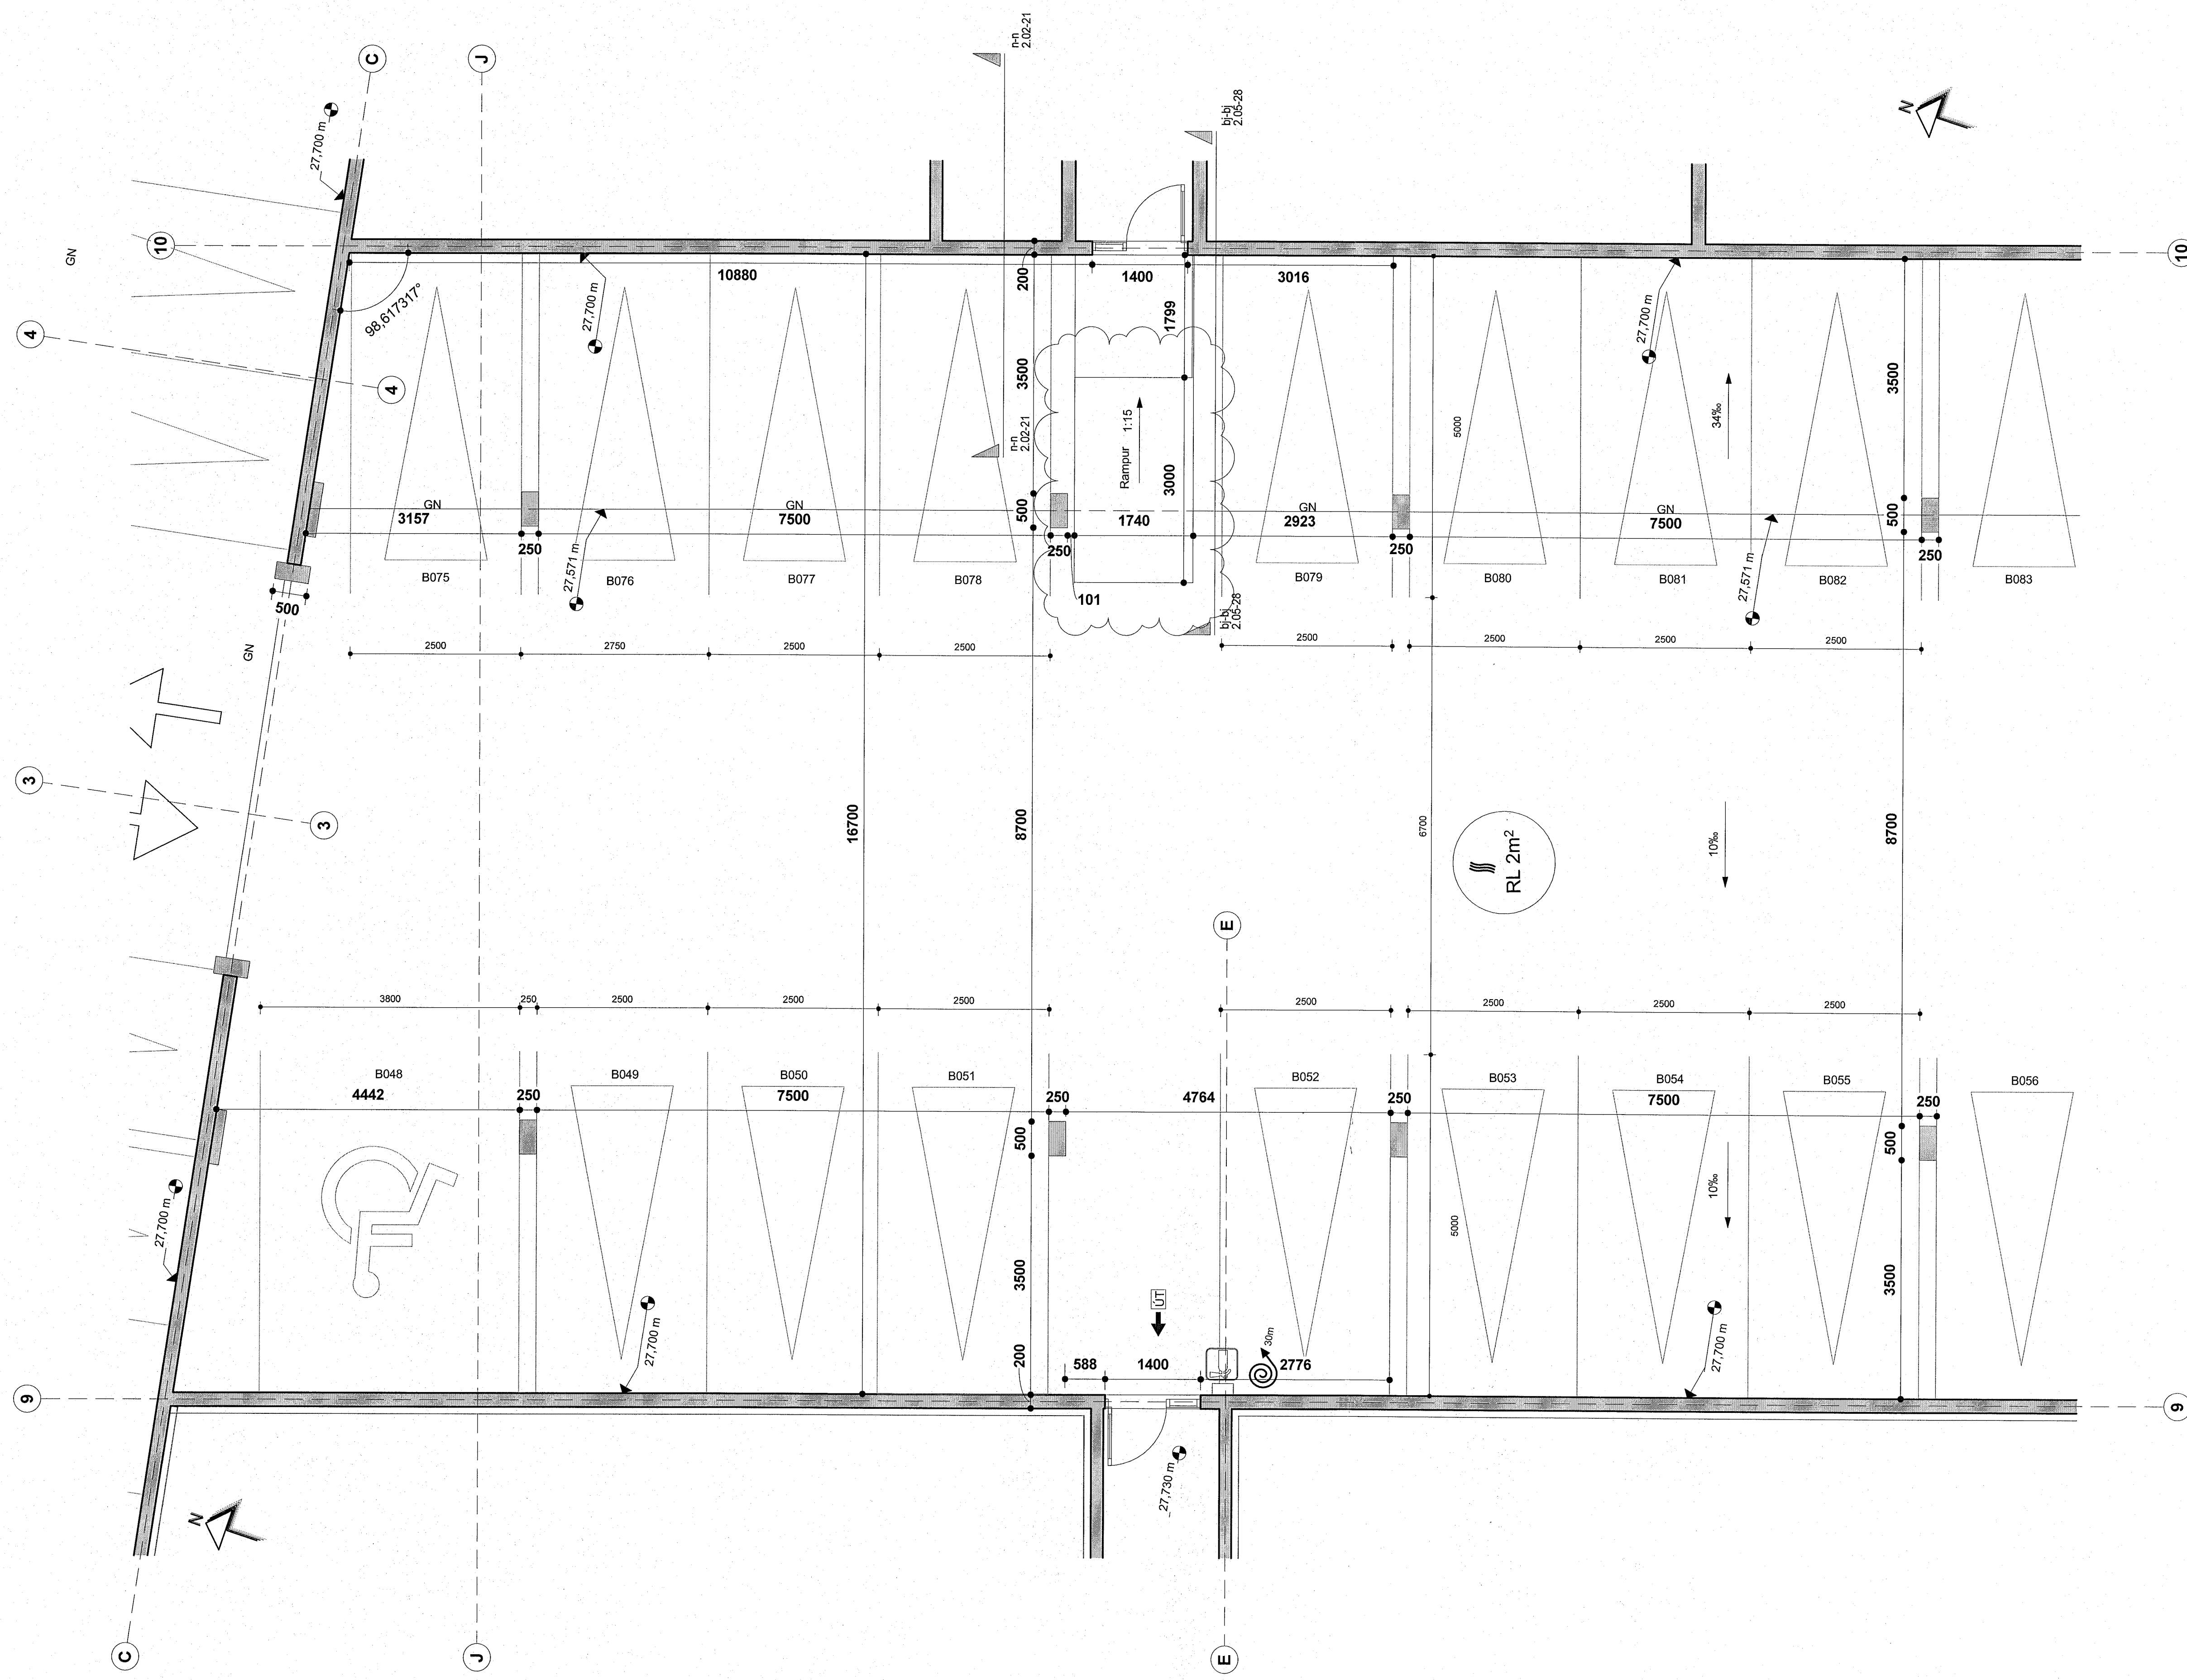 C
J
n-n
2.02-21
bj-bj
2.05-28
N
27,700 m
10
10
GN
4
4
98,617317°
10880
200
1400
3016
27,700 m
27,700 m
1799
3500
3500
Rampur 1:15
n-n
2.02-21
5000
34‰
GN
3157
GN
7500
500
3000
1740
GN
2923
GN
7500
500
250
250
250
250
B075
B076
B077
B078
B079
B080
B081
B082
B083
27,571 m
27,571 m
101
bj-bj
2.05-28
500
GN
2500
2750
2500
2500
2500
2500
2500
2500
3
3
16700
8700
6700
10‰
8700
RL 2m²
E
3800
250
2500
2500
2500
2500
2500
2500
2500
B048
B049
B050
B051
B052
B053
B054
B055
B056
4442
250
7500
250
4764
250
7500
250
500
500
27,700 m
10‰
5000
3500
3500
ÚT
27,700 m
27,700 m
200
588
1400
30m
2776
9
9
27,730 m
N
C
J
E